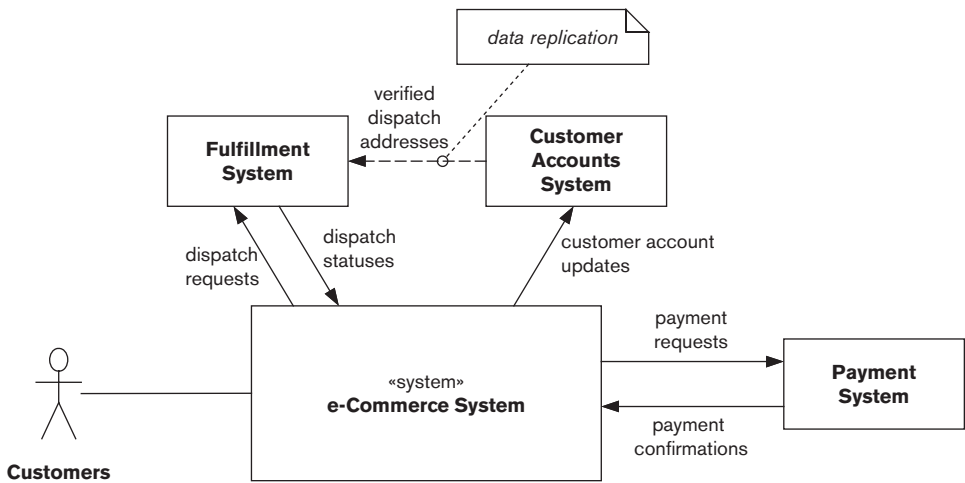 data replication
verified
dispatch
addresses
Fulfillment
System
Customer
Accounts
System
dispatch
requests
dispatch
statuses
customer account
updates
payment
requests
«system»
e-Commerce System
Payment
System
payment
confirmations
Customers